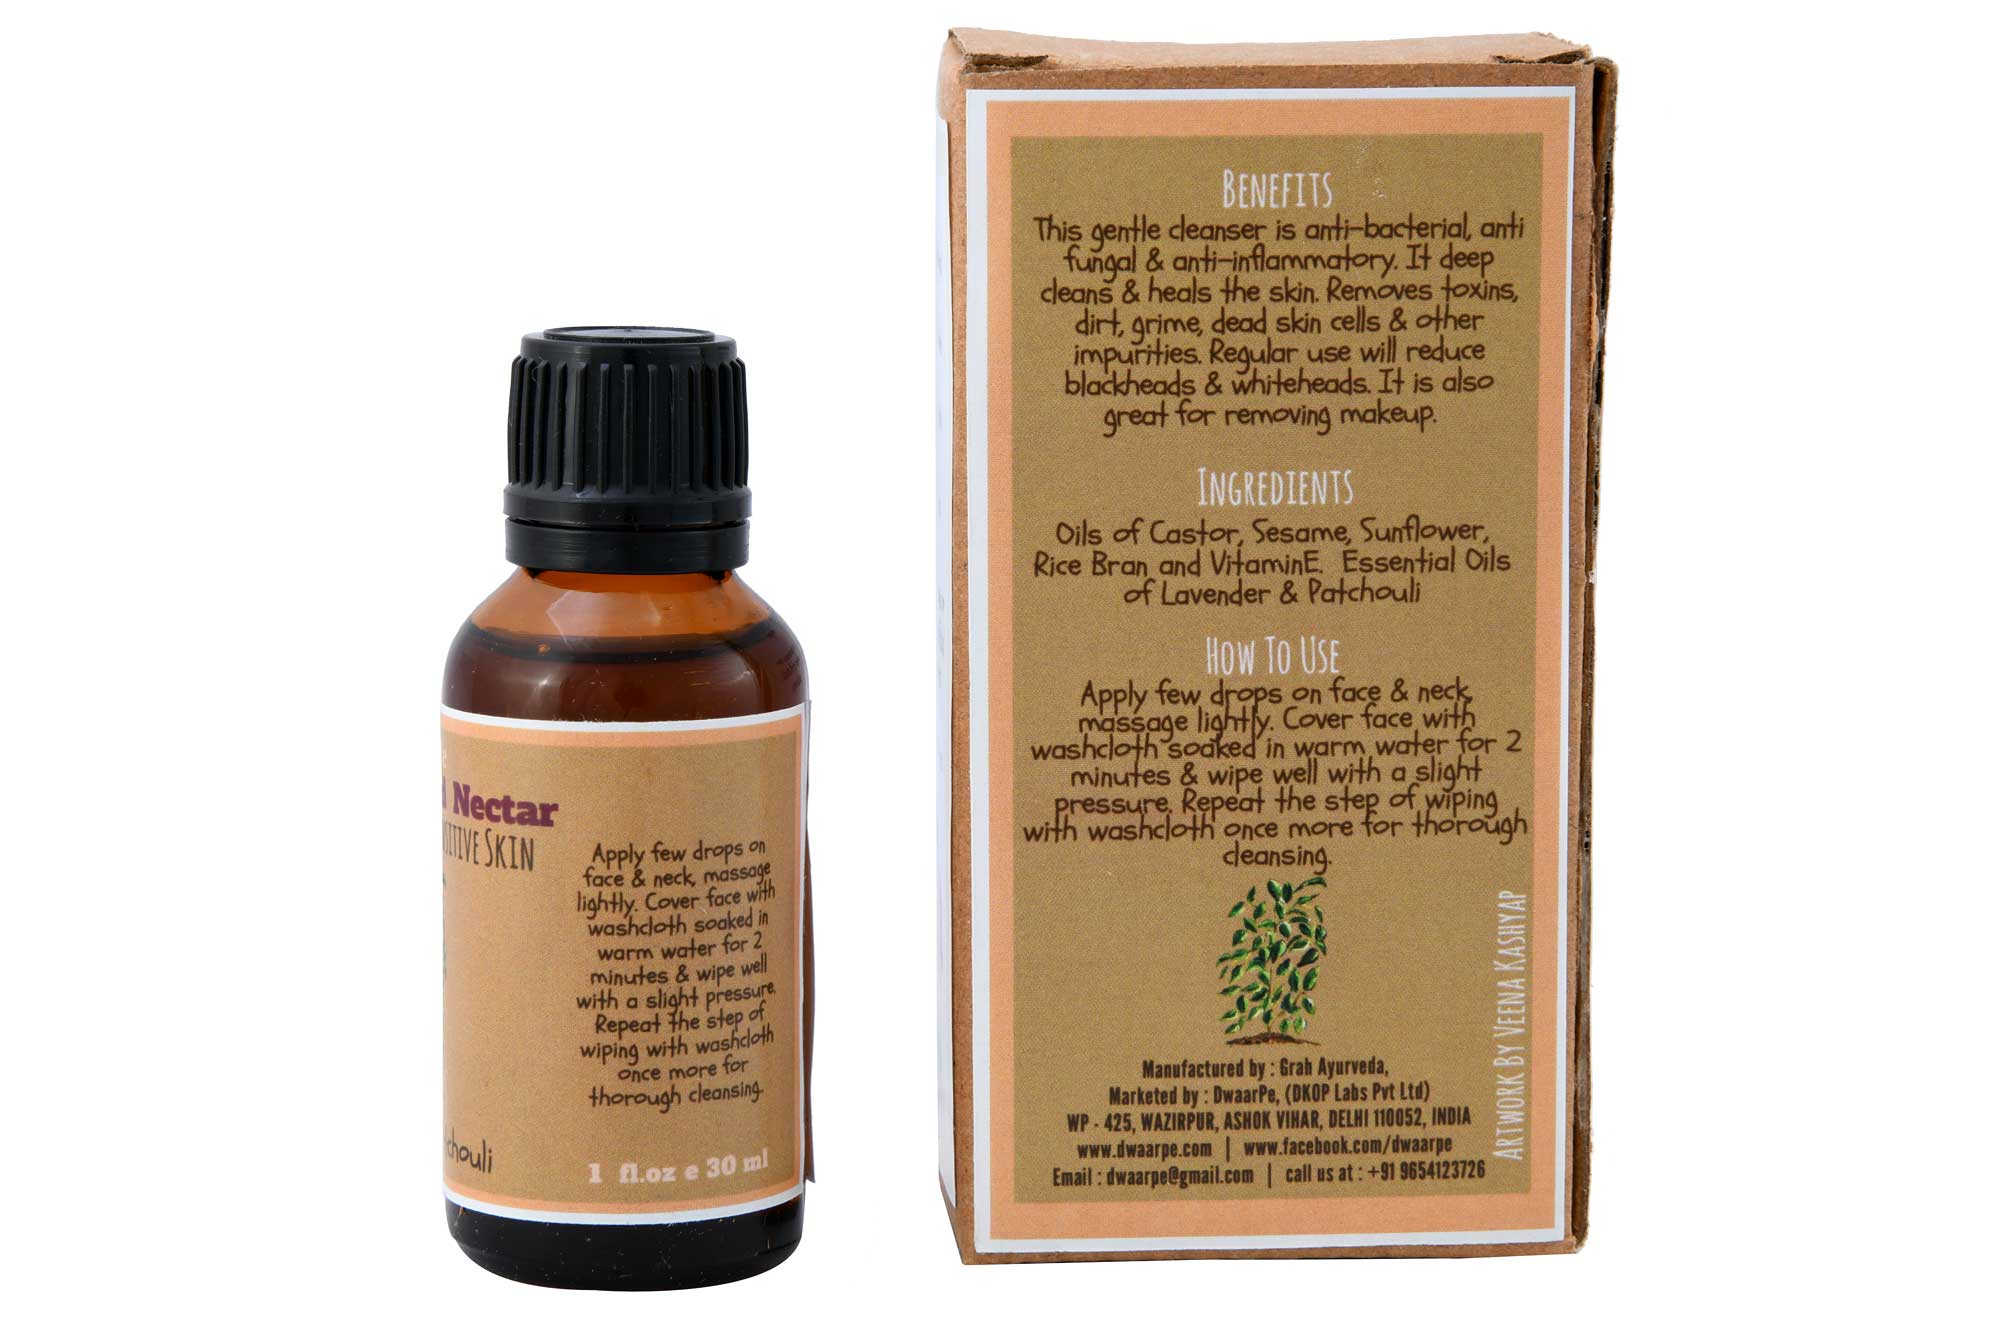 Nectar
Skin
Apply few drops on
face & neck, massage
lightly. Cover face with
washcloth soaked in
warm water for 2
minutes & wipe well
with a slight pressure.
Repeat the step of
wiping with washcloth
once more for
thorough cleansing.
1 fl.oz e 30 ml
Benefits
This gentle cleanser is anti-bacterial, anti
fungal & anti-inflammatory. It deep
cleans & heals the skin. Removes toxins,
dirt, grime, dead skin cells & other
impurities. Regular use will reduce
blackheads & whiteheads. It is also
great for removing makeup.
Ingredients
Oils of Castor, Sesame, Sunflower,
Rice Bran and VitaminE. Essential Oils
of Lavender & Patchouli
How To Use
Apply few drops on face & neck,
massage lightly. Cover face with
washcloth soaked in warm water for 2
minutes & wipe well with a slight
pressure. Repeat the step of wiping
with washcloth once more for thorough
cleansing.
Artwork By Veena Kashyap
Manufactured by : Grah Ayurveda,
Marketed by : DwaarPe, (DKOP Labs Pvt Ltd)
WP - 425, WAZIRPUR, ASHOK VIHAR, DELHI 110052, INDIA
www.dwaarpe.com | www.facebook.com/dwaarpe
Email : dwaarpe@gmail.com | call us at : +91 9654123726